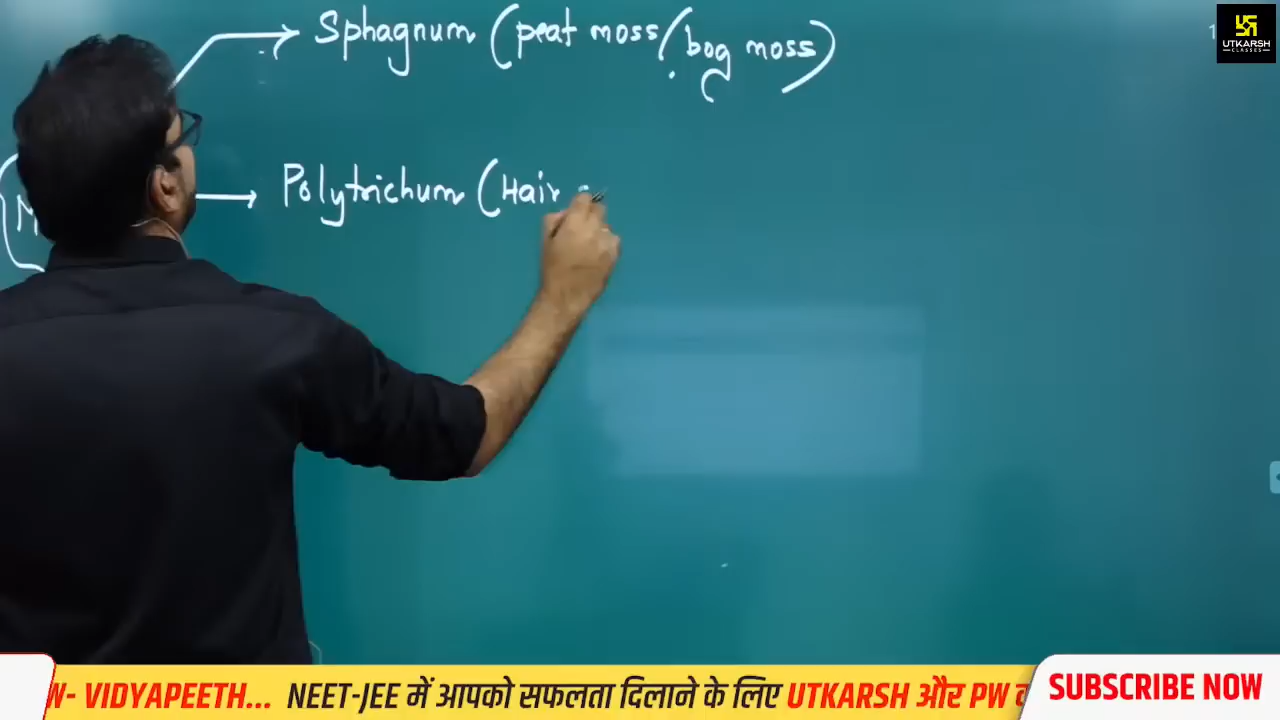 Sphagnum (peat moss/bog moss)
UTKARSH
CLASSES
Polytrichum (Hair
VIDYAPEETH... NEET-JEE में आपको सफलता दिलाने के लिए UTKARSH और PW
SUBSCRIBE NOW